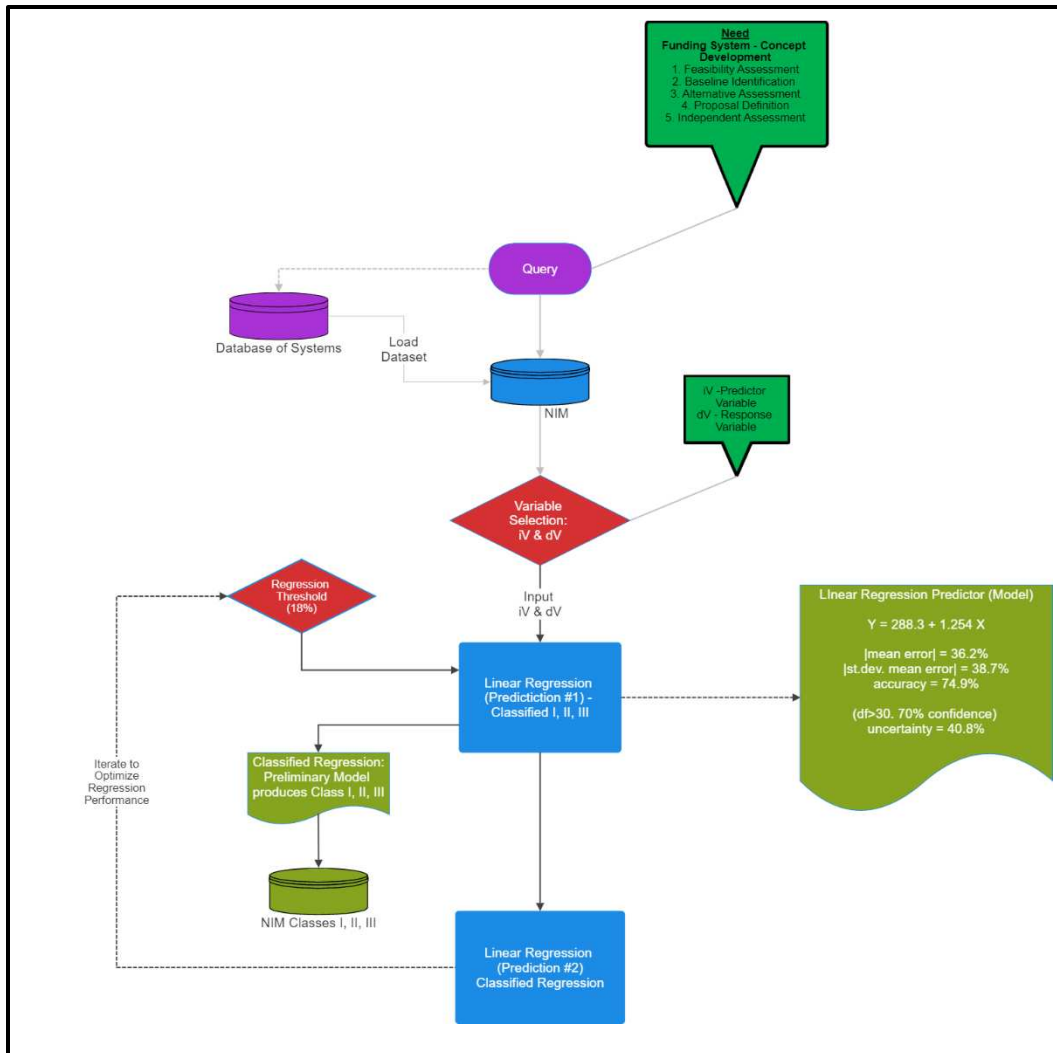 Need
Funding System - Concept
Development
1. Feasibility Assessment
2. Baseline Identification
3. Alternative Assessment
4. Proposal Definition
5. Independent Assessment
Query
Database of Systems
Load
Dataset
NIM
iV -Predictor
Variable
dV - Response
Variable
Variable
Selection:
iV & dV
Regression
Threshold
(18%)
Input
iV & dV
LInear Regression Predictor (Model)
Y = 288.3 + 1.254 X
|mean error| = 36.2%
|st.dev. mean error| = 38.7%
accuracy = 74.9%
(df>30. 70% confidence)
uncertainty = 40.8%
Linear Regression
(Predictiction #1) -
Classified I, II, III
Iterate to
Optimize
Regression
Performance
Classified Regression:
Preliminary Model
produces Class I, II, III
NIM Classes I, II, III
Linear Regression
(Prediction #2)
Classified Regression